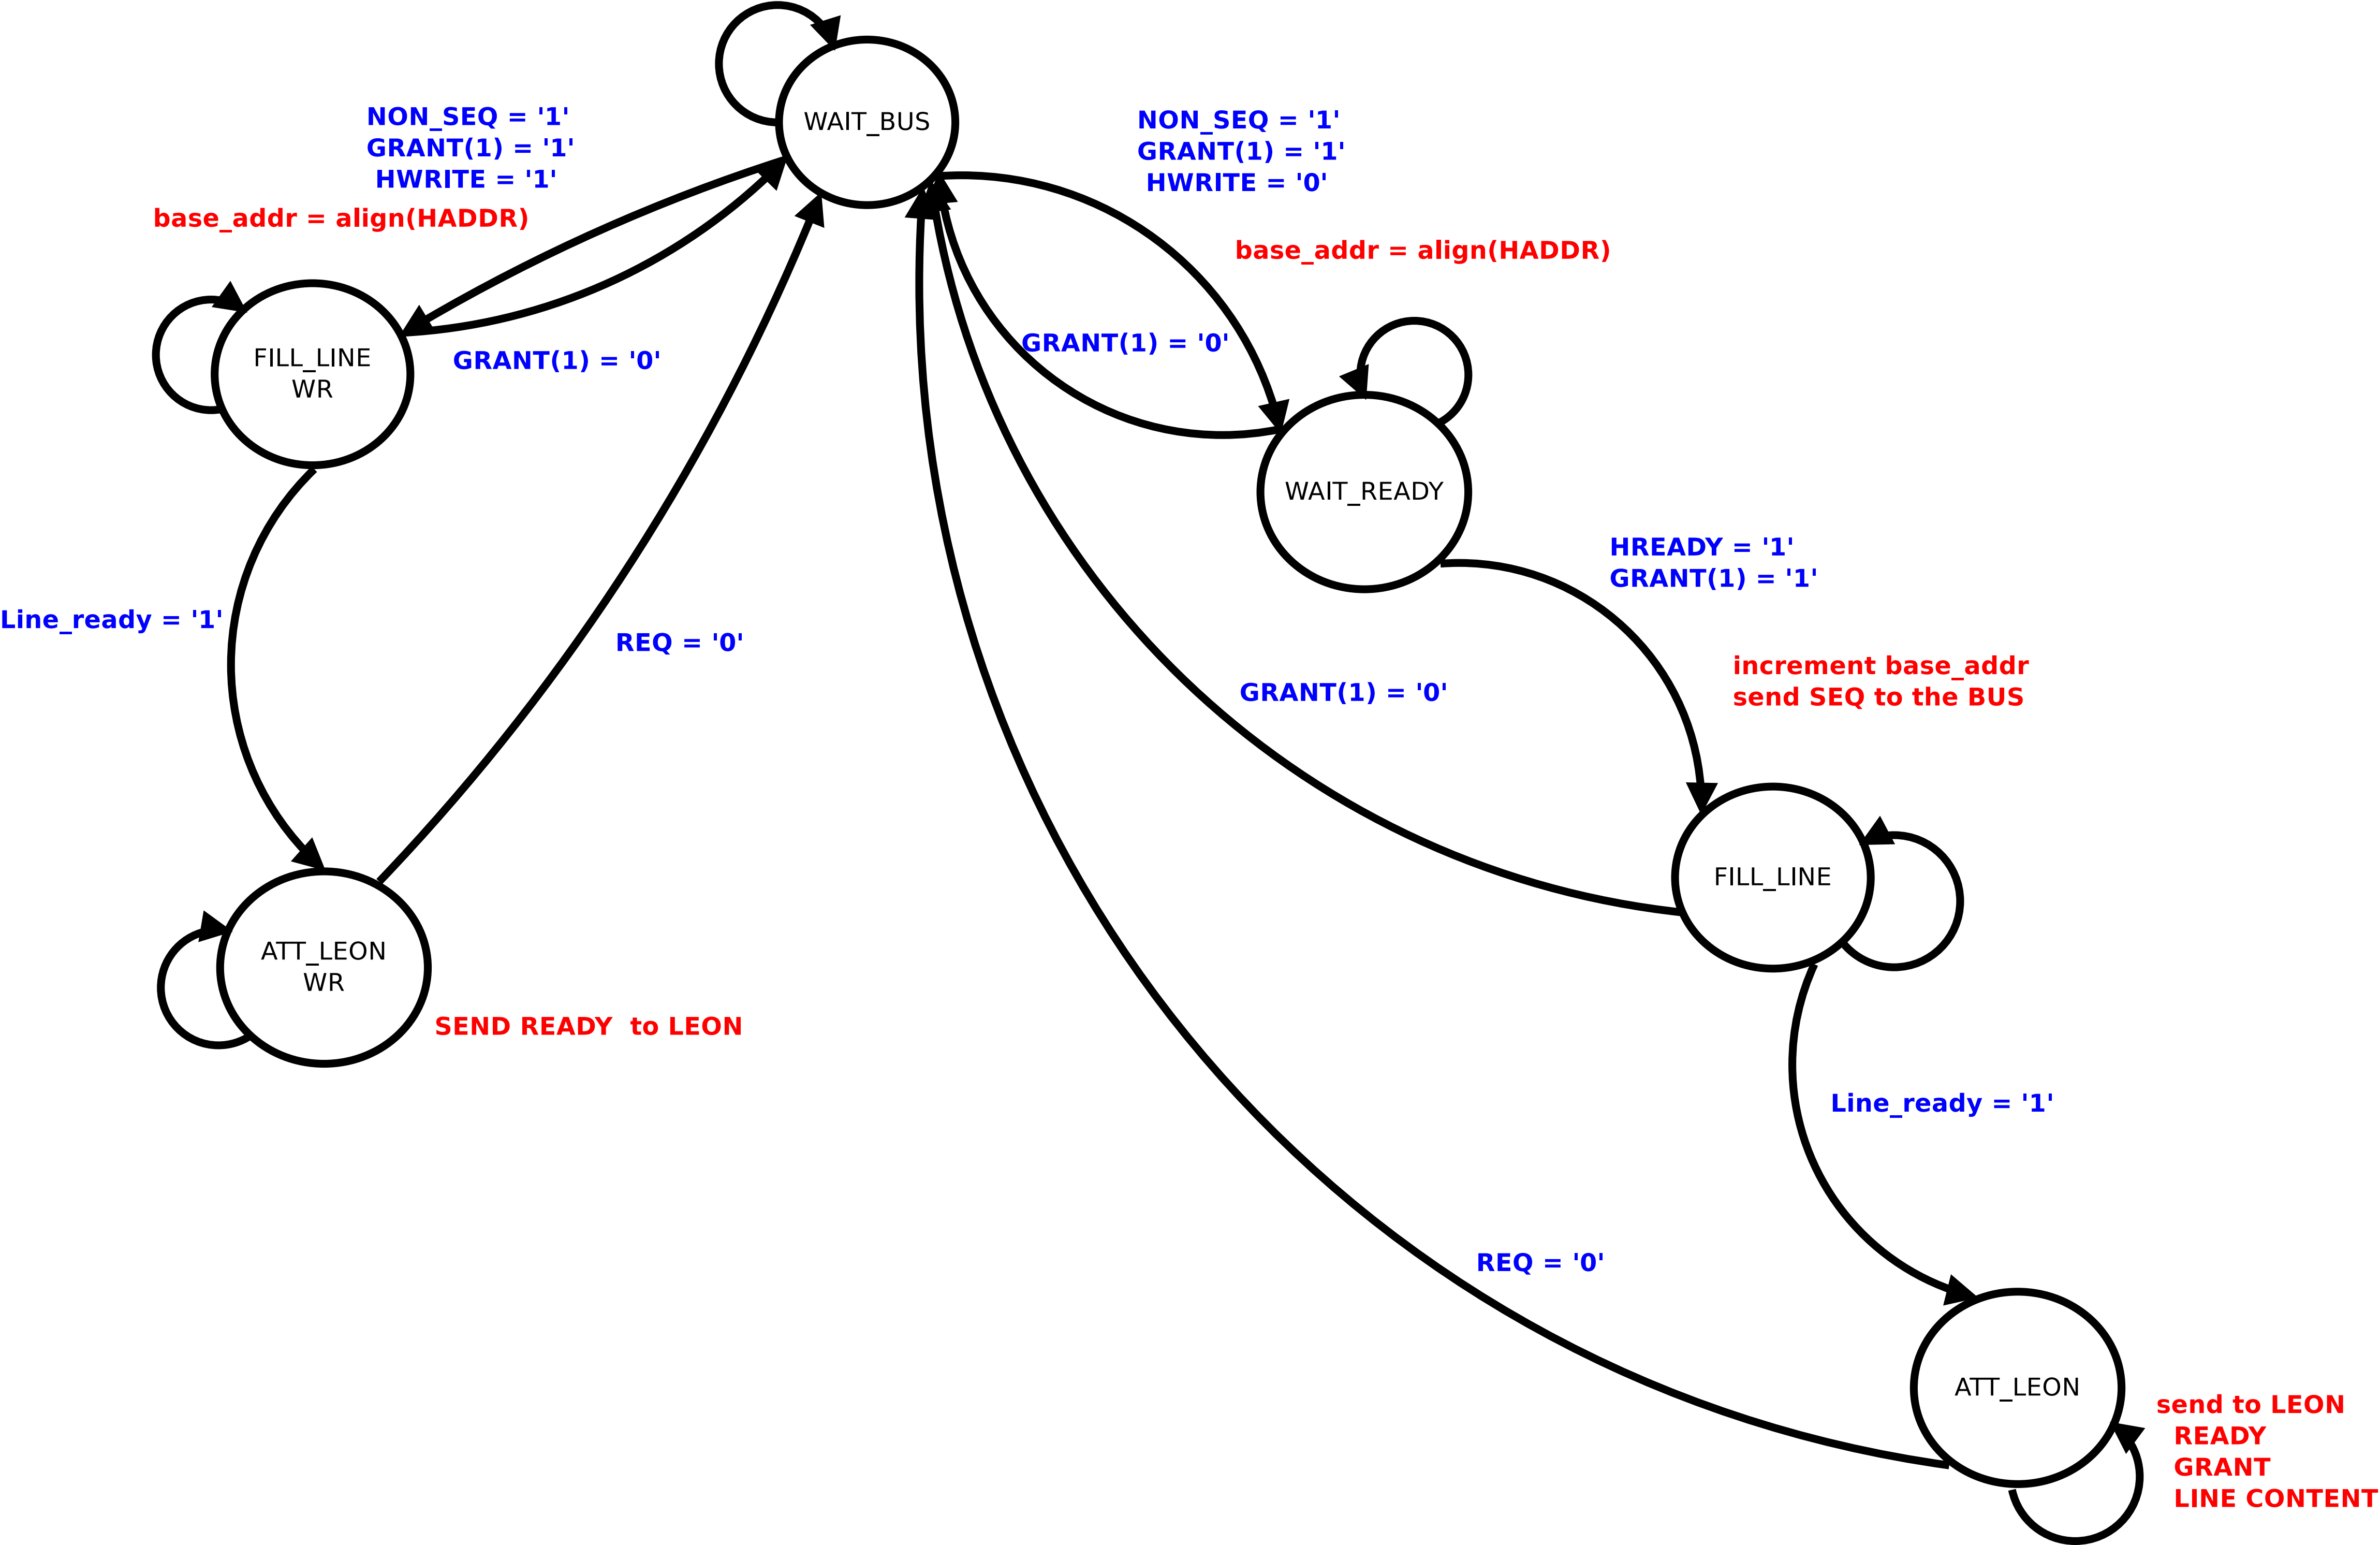 WAIT_BUS
NON_SEQ = '1'
GRANT(1) = '1'
HWRITE = '1'
base_addr = align(HADDR)
NON_SEQ = '1'
GRANT(1) = '1'
HWRITE = '0'
base_addr = align(HADDR)
FILL_LINE
WR
GRANT(1) = '0'
GRANT(1) = '0'
WAIT_READY
HREADY = '1'
GRANT(1) = '1'
Line_ready = '1'
REQ = '0'
GRANT(1) = '0'
increment base_addr
send SEQ to the BUS
FILL_LINE
ATT_LEON
WR
SEND READY  to LEON
Line_ready = '1'
REQ = '0'
ATT_LEON
send to LEON
READY
GRANT
LINE CONTENT